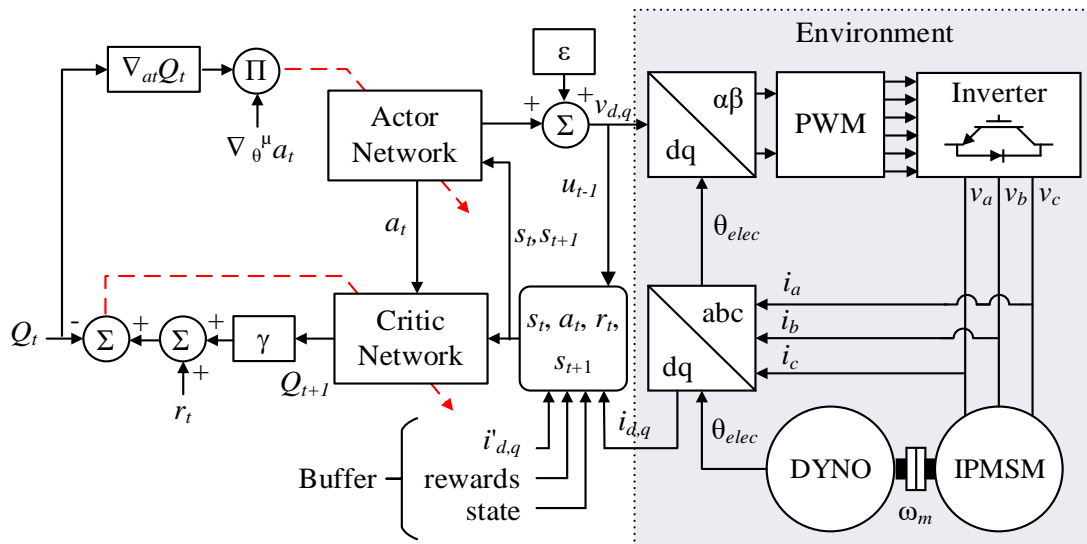 Environment
∇atQt
Π
∇θμat
Actor
Network
ε
+
+
Σ
vd,q
ut-1
αβ
dq
PWM
Inverter
va
vb
vc
at
st,st+1
θelec
ia
ib
ic
abc
dq
Qt
-
Σ
+
Σ
+
+
rt
γ
Qt+1
Critic
Network
st, at, rt,
st+1
id,q
θelec
Buffer
i'd,q
rewards
state
DYNO
IPMSM
ωm